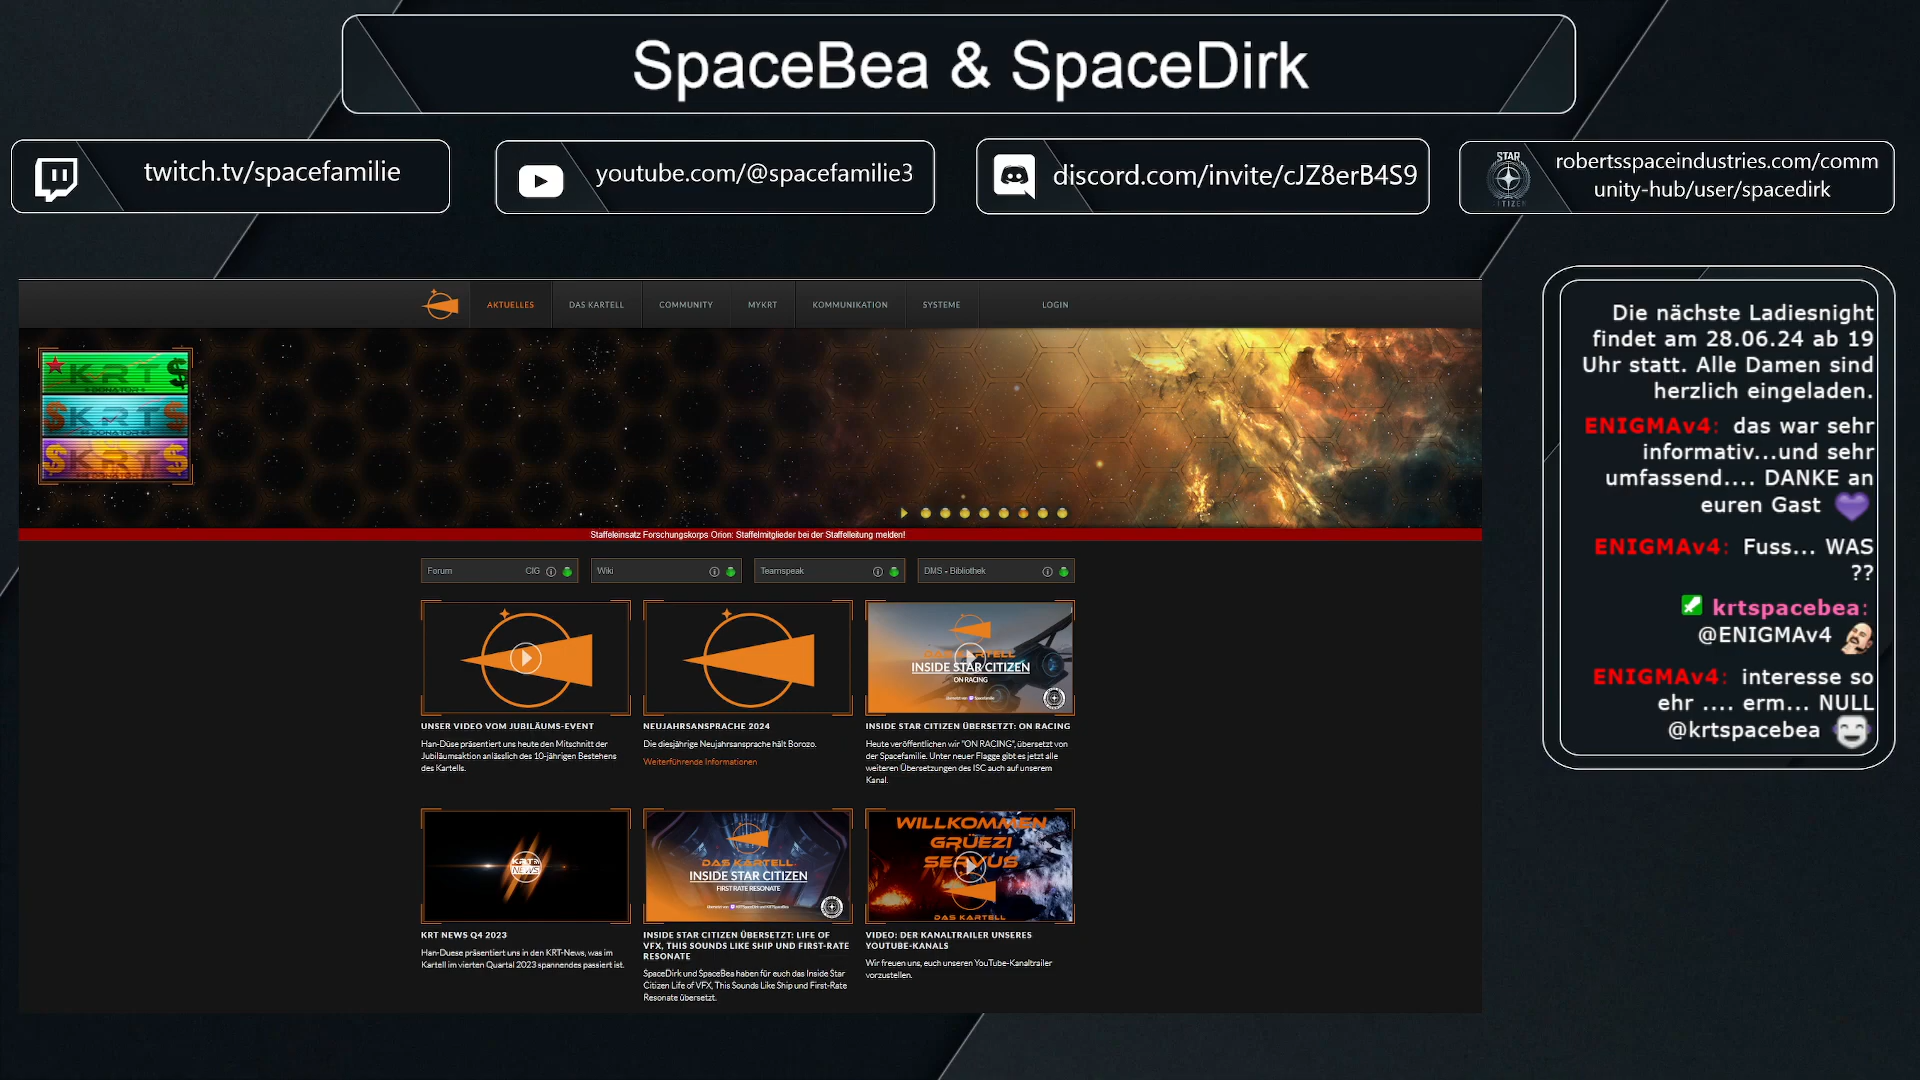 SpaceBea & SpaceDirk
twitch.tv/spacefamilie
youtube.com/@spacefamilie3
discord.com/invite/cJZ8erB4S9
STAR
robertsspaceindustries.com/comm
unity-hub/user/spacedirk
AKTUELLES
DAS KARTELL
COMMUNITY
MYKRT
KOMMUNIKATION
SYSTEME
LOGIN
KRT$
$KRT$
$KRT$
Staffeleinsatz Forschungskorps Orion: Staffelmitglieder bei der Staffelleitung melden!
Forum
CIG
Wiki
Teamspeak
DMS - Bibliothek
DAS KARTELL
INSIDE STAR CITIZEN
ON RACING
UNSER VIDEO VOM JUBILÄUMS-EVENT
Han-Düse präsentiert uns heute den Mitschnitt der
Jubiläumsaktion anlässlich des 10-jährigen Bestehens
des Kartells.
NEUJAHRSANSPRACHE 2024
Die diesjährige Neujahrsansprache hält Borozo.
Weiterführende Informationen
INSIDE STAR CITIZEN ÜBERSETZT: ON RACING
Heute veröffentlichen wir "ON RACING", übersetzt von
der Spacefamilie. Unter neuer Flagge gibt es jetzt alle
weiteren Übersetzungen des ISC auch auf unserem
Kanal.
KRT
NEWS
DAS KARTELL
INSIDE STAR CITIZEN
FIRST RATE RESONATE
WILLKOMMEN
GRÜEZI
SERVUS
DAS KARTELL
KRT NEWS Q4 2023
Han-Duese präsentiert uns in den KRT-News, was im
Kartell im vierten Quartal 2023 spannendes passiert ist.
INSIDE STAR CITIZEN ÜBERSETZT: LIFE OF
VFX, THIS SOUNDS LIKE SHIP UND FIRST-RATE
RESONATE
SpaceDirk und SpaceBea haben für euch das Inside Star
Citizen Life of VFX, This Sounds Like Ship und First-Rate
Resonate übersetzt.
VIDEO: DER KANALTRAILER UNSERES
YOUTUBE-KANALS
Wir freuen uns, euch unseren YouTube-Kanaltrailer
vorzustellen.
Die nächste Ladiesnight
findet am 28.06.24 ab 19
Uhr statt. Alle Damen sind
herzlich eingeladen.
ENIGMAv4: das war sehr
informativ...und sehr
umfassend.... DANKE an
euren Gast
ENIGMAv4: Fuss... WAS
??
krtspacebea:
@ENIGMAv4
ENIGMAv4: interesse so
ehr .... erm... NULL
@krtspacebea